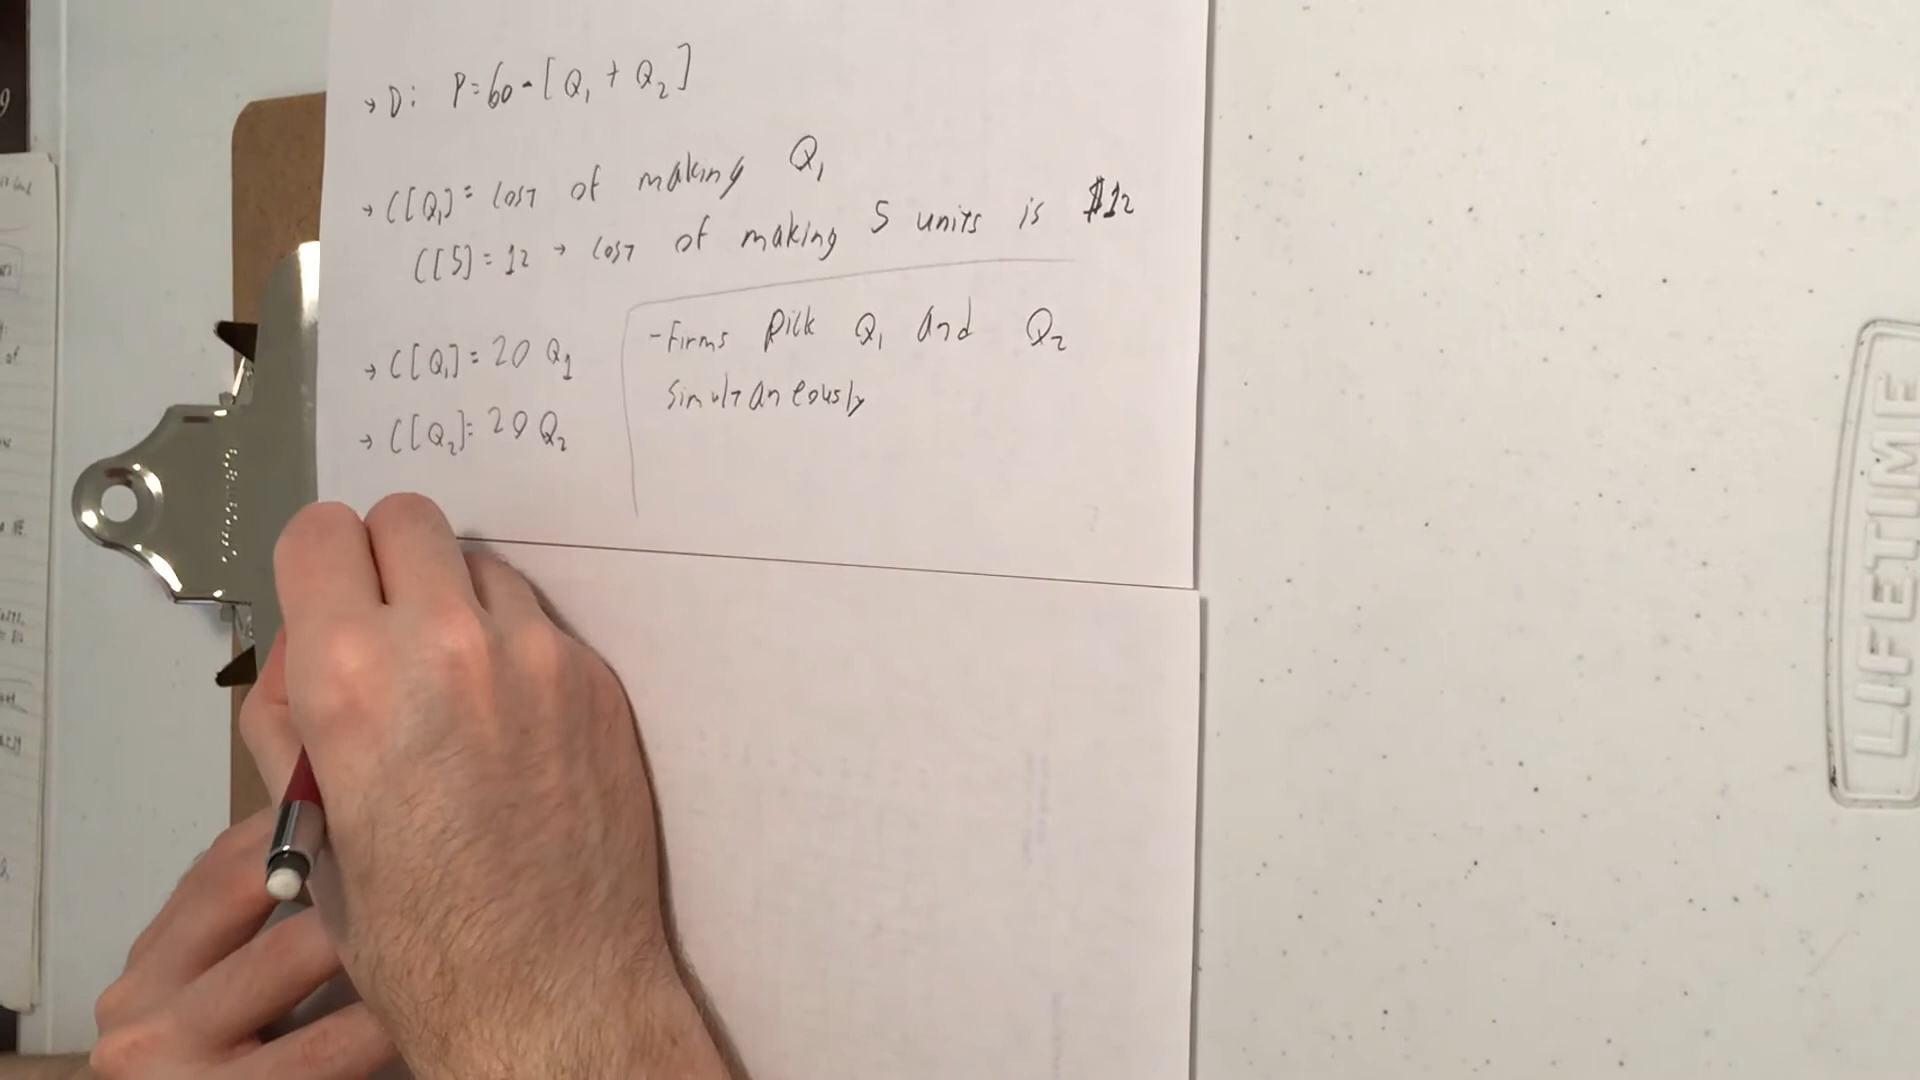 → D: P=60-[Q₁ + Q₂]
→ C[Q₁]= cost of making Q₁
C[5]=12 → cost of making 5 units is $12
→ C[Q₁]=20 Q₁
→ C[Q₂]=20 Q₂
-Firms Pick Q₁ and Q₂
simultaneously
LIFETIME